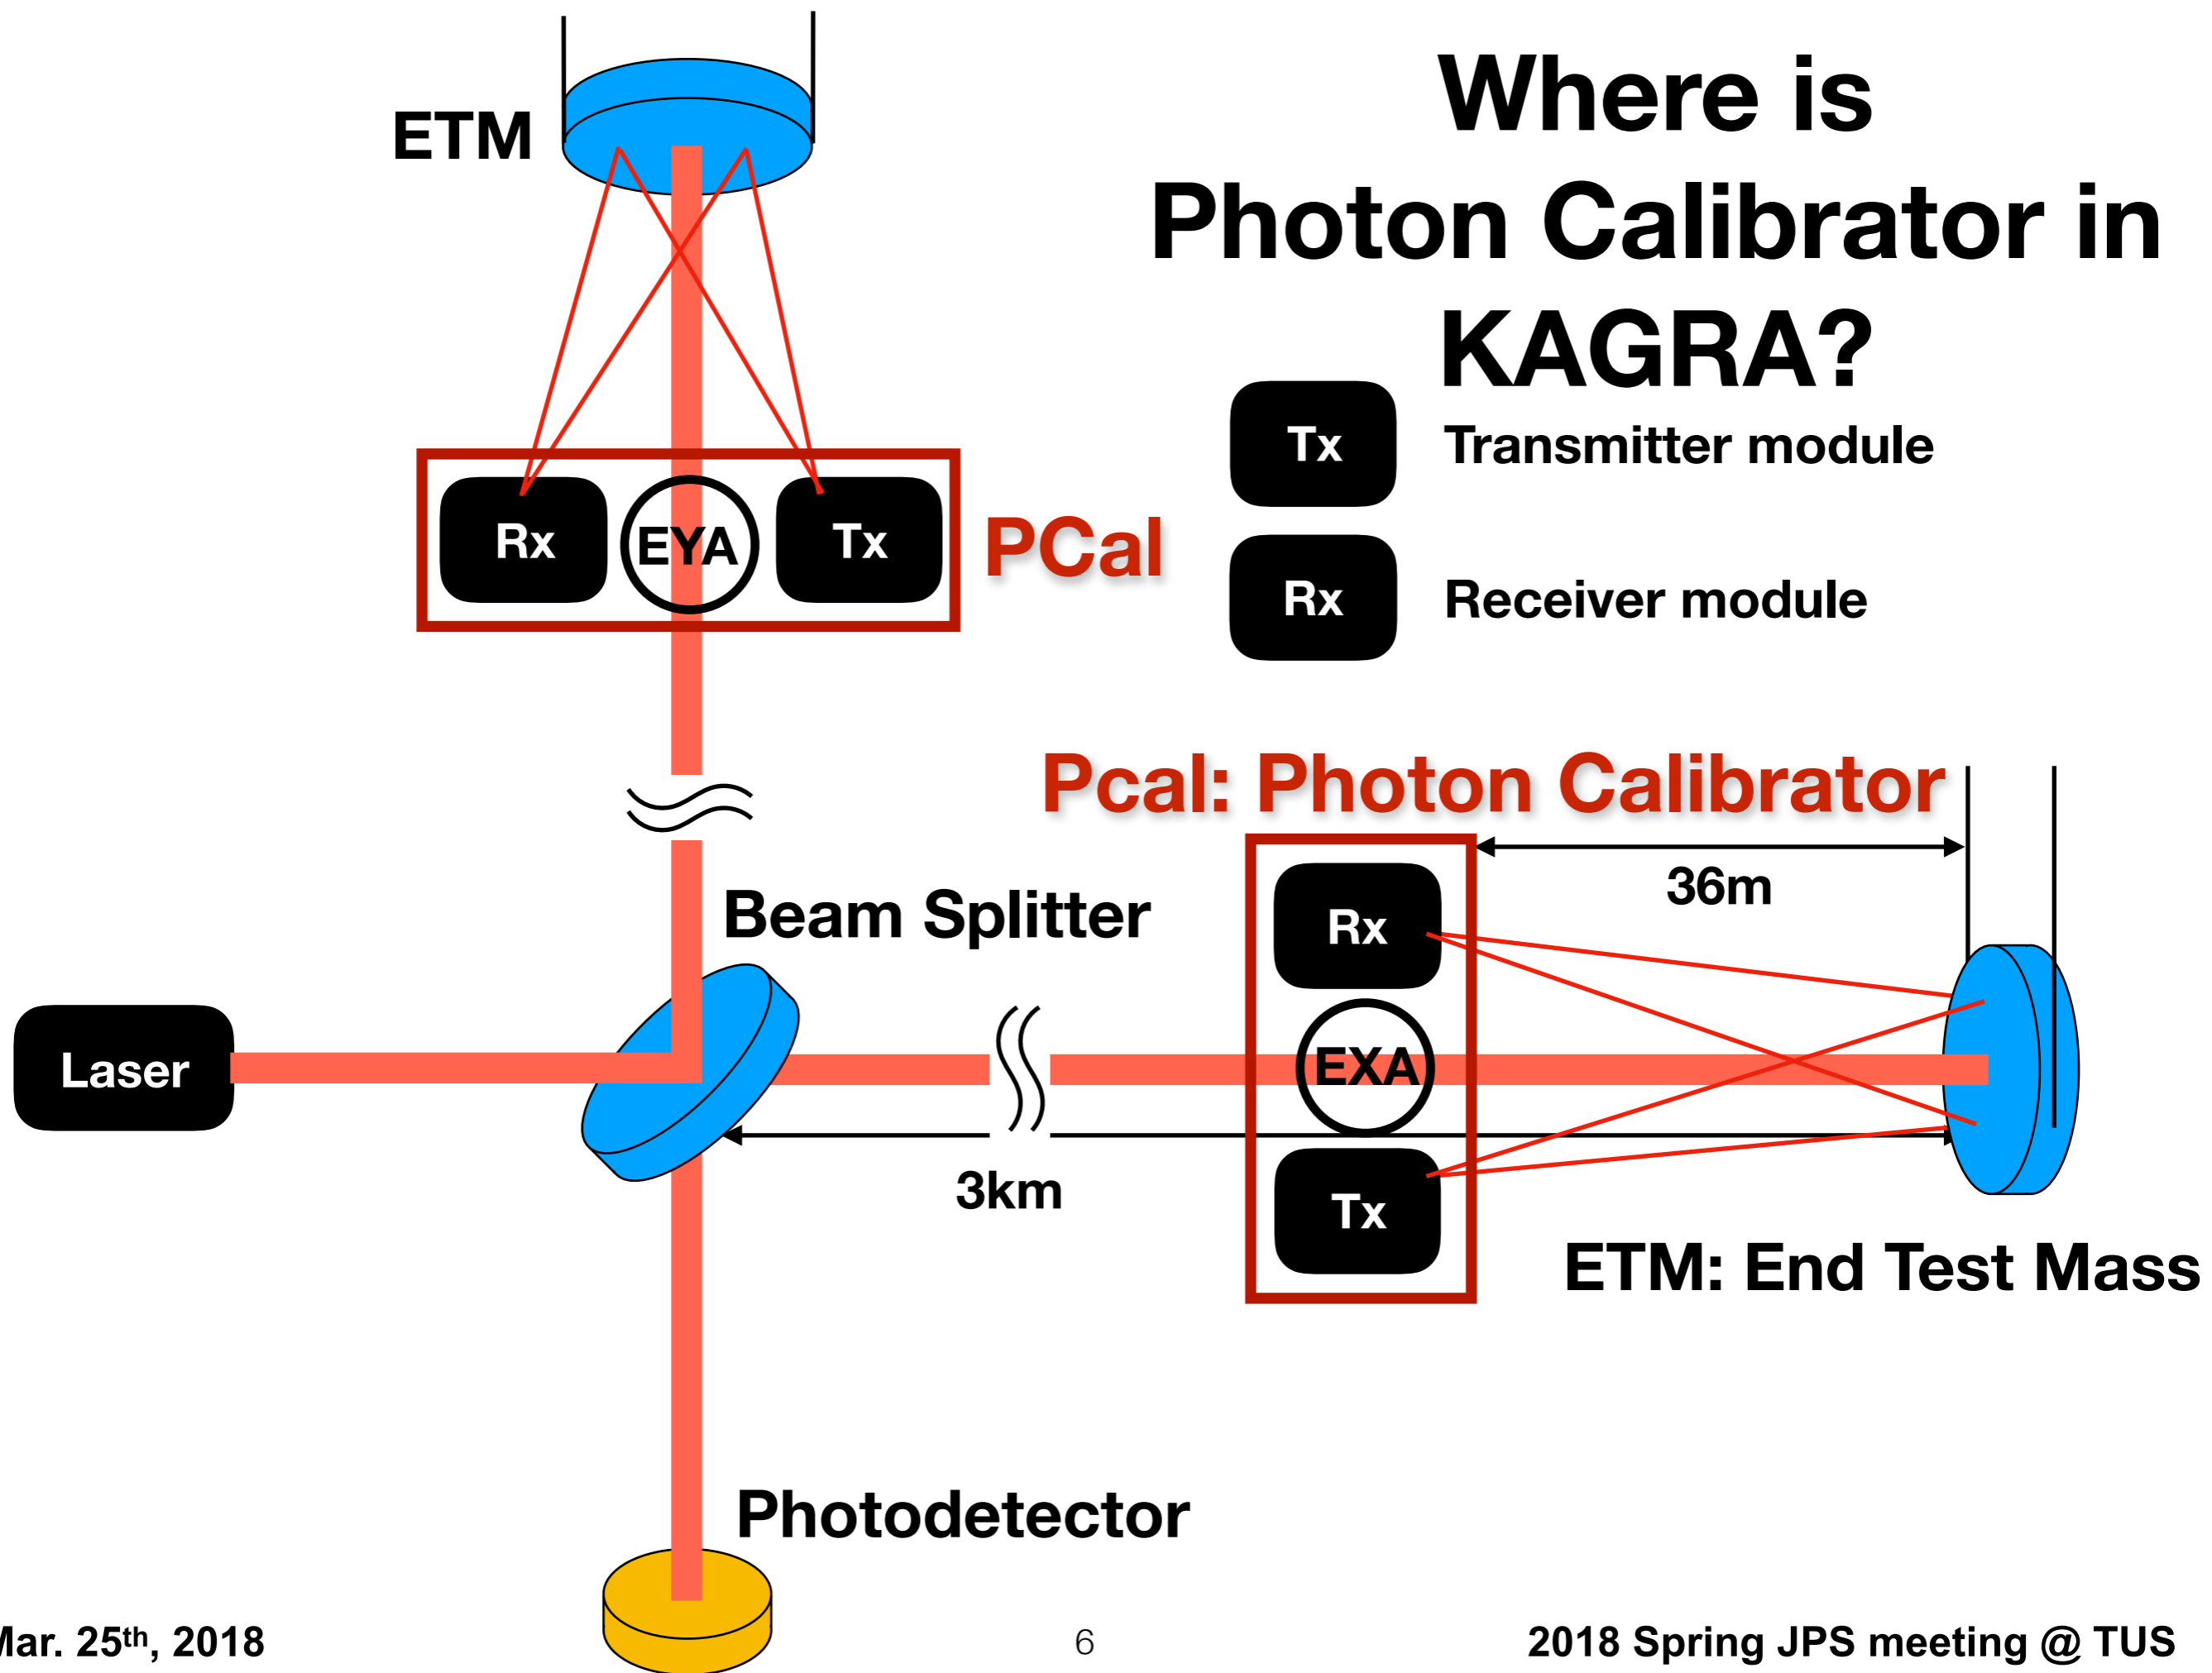 Where is
Photon Calibrator in
KAGRA?
ETM
Tx Transmitter module
Rx EYA Tx PCal
Rx Receiver module
Pcal: Photon Calibrator
36m
Beam Splitter
Rx
Laser
EXA
3km
Tx
ETM: End Test Mass
Photodetector
Mar. 25th, 2018
6
2018 Spring JPS meeting @ TUS